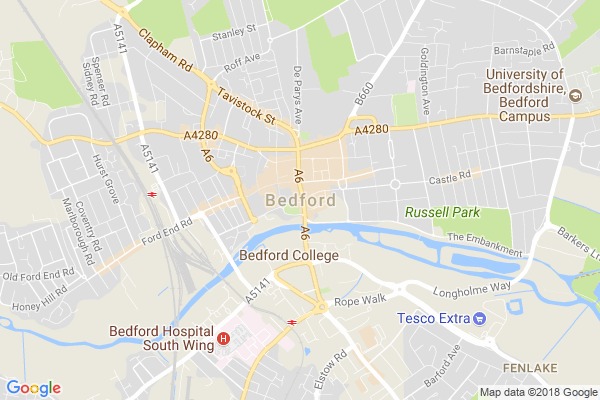 A5141
Clapham Rd
Stanley St
Roff Ave
De Parys Ave
B660
Goldington Ave
Barnstaple Rd
Spenser Rd
Sidney Rd
Tavistock St
University of
Bedfordshire,
Bedford
Campus
A4280
A4280
A6
A6
Hurst Grove
A5141
Castle Rd
Coventry Rd
Marlborough Rd
Bedford
Russell Park
Ford End Rd
A6
The Embankment
Barkers Ln
Bedford College
Old Ford End Rd
Honey Hill Rd
A5141
Longholme Way
Rope Walk
Bedford Hospital
South Wing
H
Tesco Extra
Elstow Rd
Barford Ave
FENLAKE
Google
Map data ©2018 Google